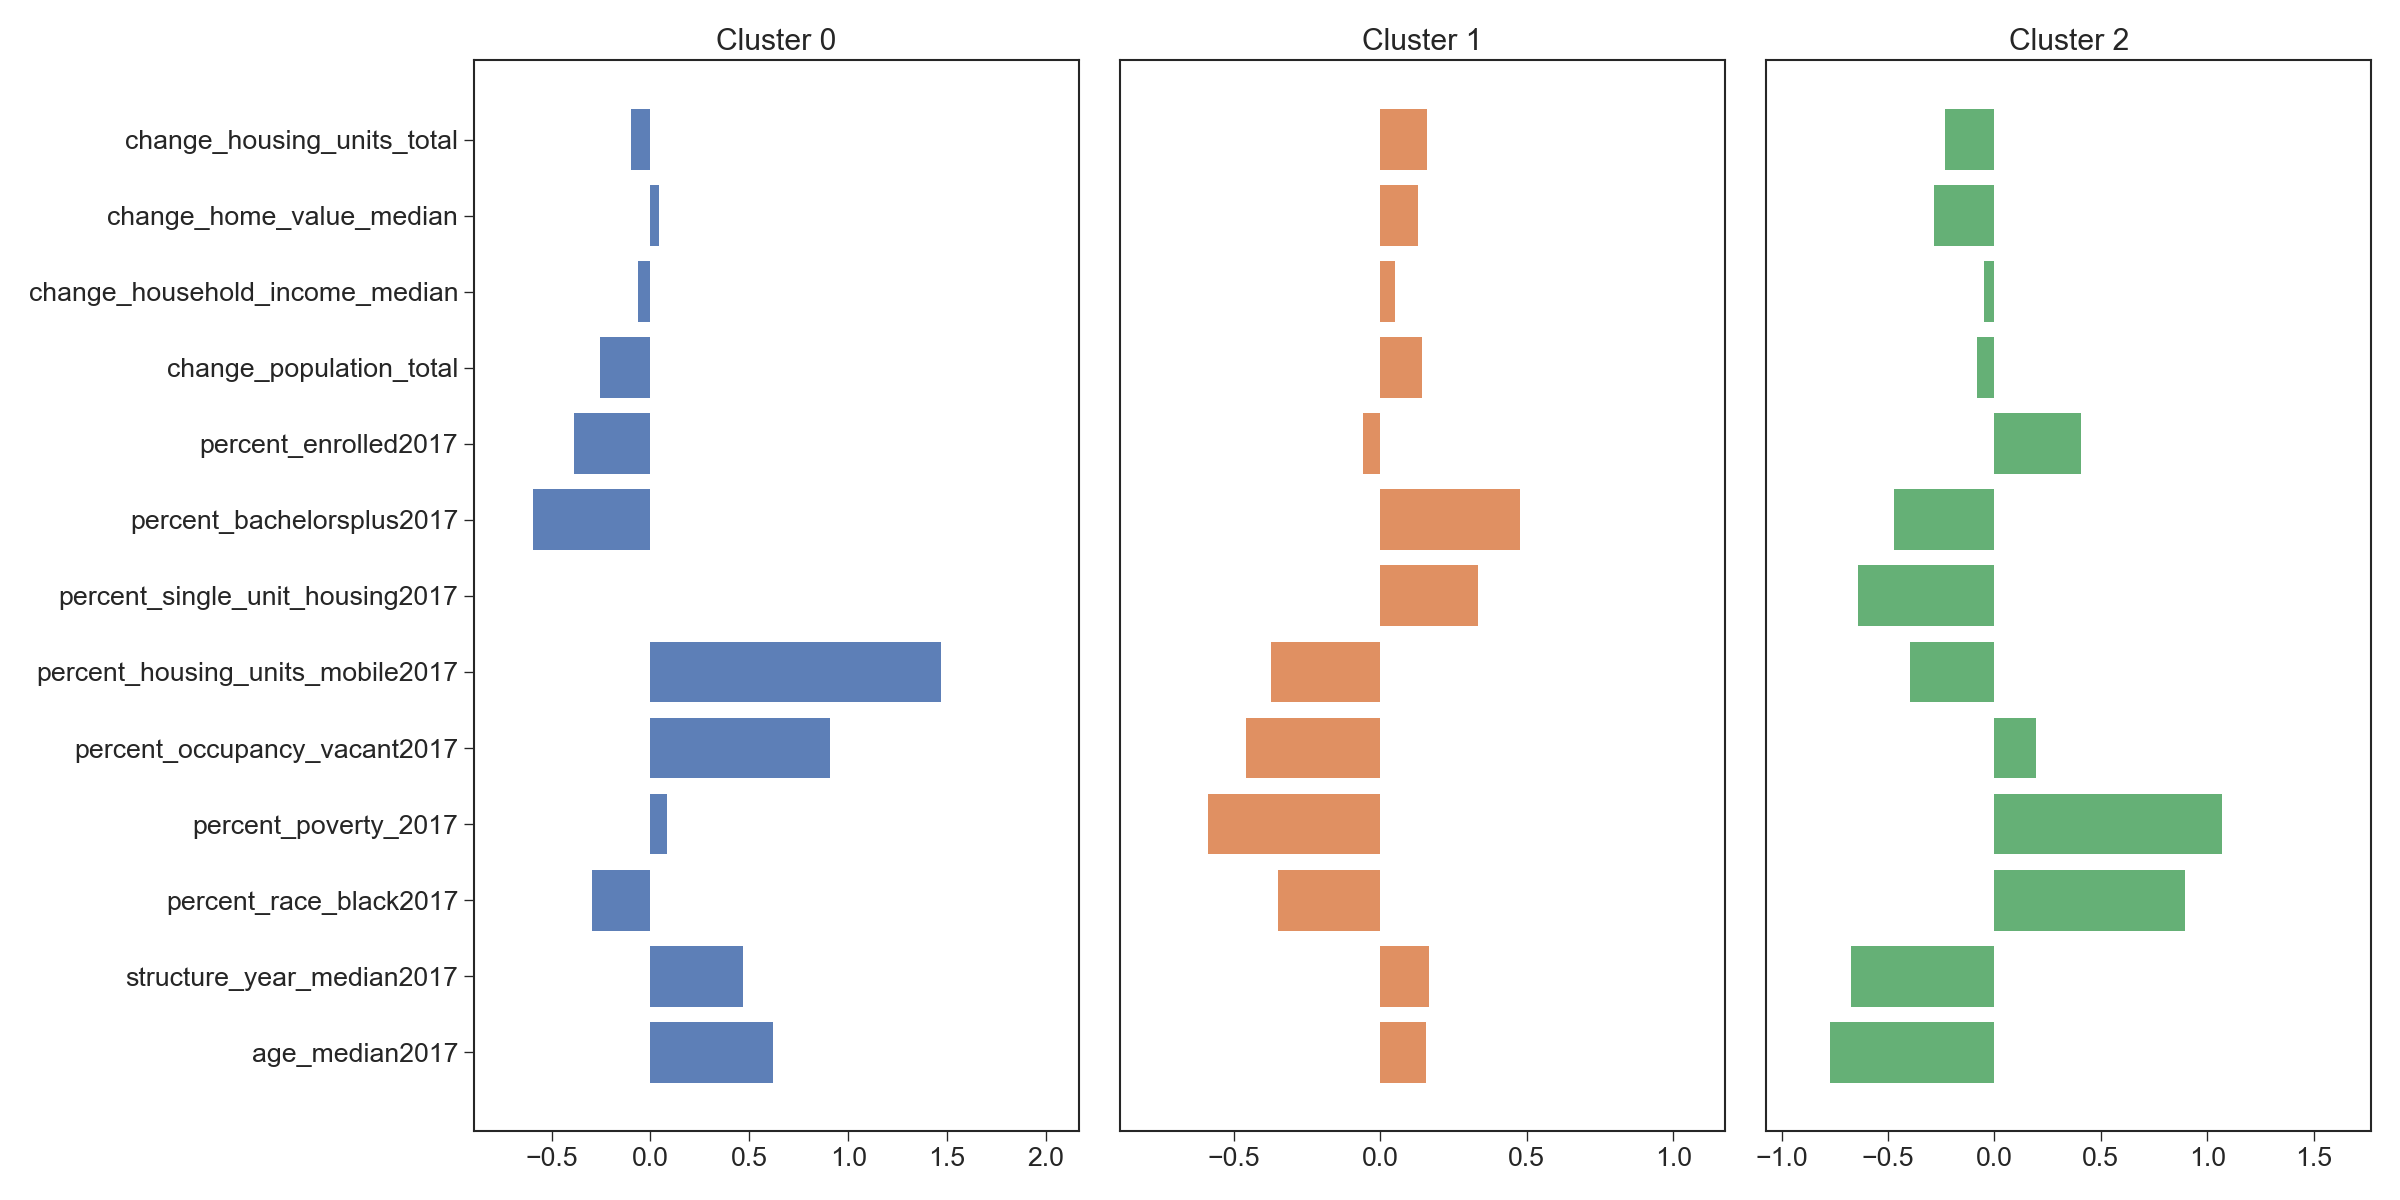 Cluster 0
Cluster 1
Cluster 2
change_housing_units_total
change_home_value_median
change_household_income_median
change_population_total
percent_enrolled2017
percent_bachelorsplus2017
percent_single_unit_housing2017
percent_housing_units_mobile2017
percent_occupancy_vacant2017
percent_poverty_2017
percent_race_black2017
structure_year_median2017
age_median2017
−0.5 0.0 0.5 1.0 1.5 2.0
−0.5 0.0 0.5 1.0
−1.0 −0.5 0.0 0.5 1.0 1.5